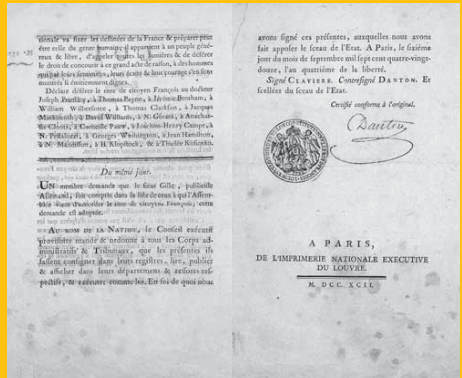 tionale va fixer les destinées de la France & préparer peut
être celle du genre humain; il appartient à un peuple géné-
reux & libre, d'appeler toutes les lumières & de déférer
le droit de concourir à ce grand acte de raison, à des hommes
qui par leurs sentimens, leurs écrits & leur courage s'en sont
montrés si éminemment dignes.
Déclare déférer le titre de citoyen François au docteur
Joseph Priestley, à Thomas Payne, à Jérémie Bentham, à
William Wilberforce, à Thomas Clarkson, à Jacques
Mackintosh, à David Williams, à N. Gorani, à Anachar-
sis Cloots, à Corneille Pauw, à Joachim-Henry Campe, à
N. Pestalozzi, à Georges Washington, à Jean Hamilton,
à N. Maddisson, à H. Klopstock, & à Thadée Kosciusko.
Du même jour.
UN membre demande que le sieur Gille, publiciste
Allemand, soit compris dans la liste de ceux à qui l'Assem-
blée vient d'accorder le titre de citoyens François; cette
demande est adoptée.
AU NOM DE LA NATION, le Conseil exécutif
provisoire mande & ordonne à tous les Corps ad-
ministratifs & Tribunaux, que les présentes ils
fassent consigner dans leurs registres, lire, publier
& afficher dans leurs départemens & ressorts res-
pectifs, & exécuter comme loi. En foi de quoi nous
avons signé ces présentes, auxquelles nous avons
fait apposer le sceau de l'Etat. A Paris, le sixième
jour du mois de septembre mil sept cent quatre-vingt-
douze, l'an quatrième de la liberté.
Signé CLAVIERE. Contresigné DANTON. Et
scellées du sceau de l'Etat.
Certifié conforme à l'original.
Danton
A PARIS,
DE L'IMPRIMERIE NATIONALE EXECUTIVE
DU LOUVRE.
M. DCC. XCII.